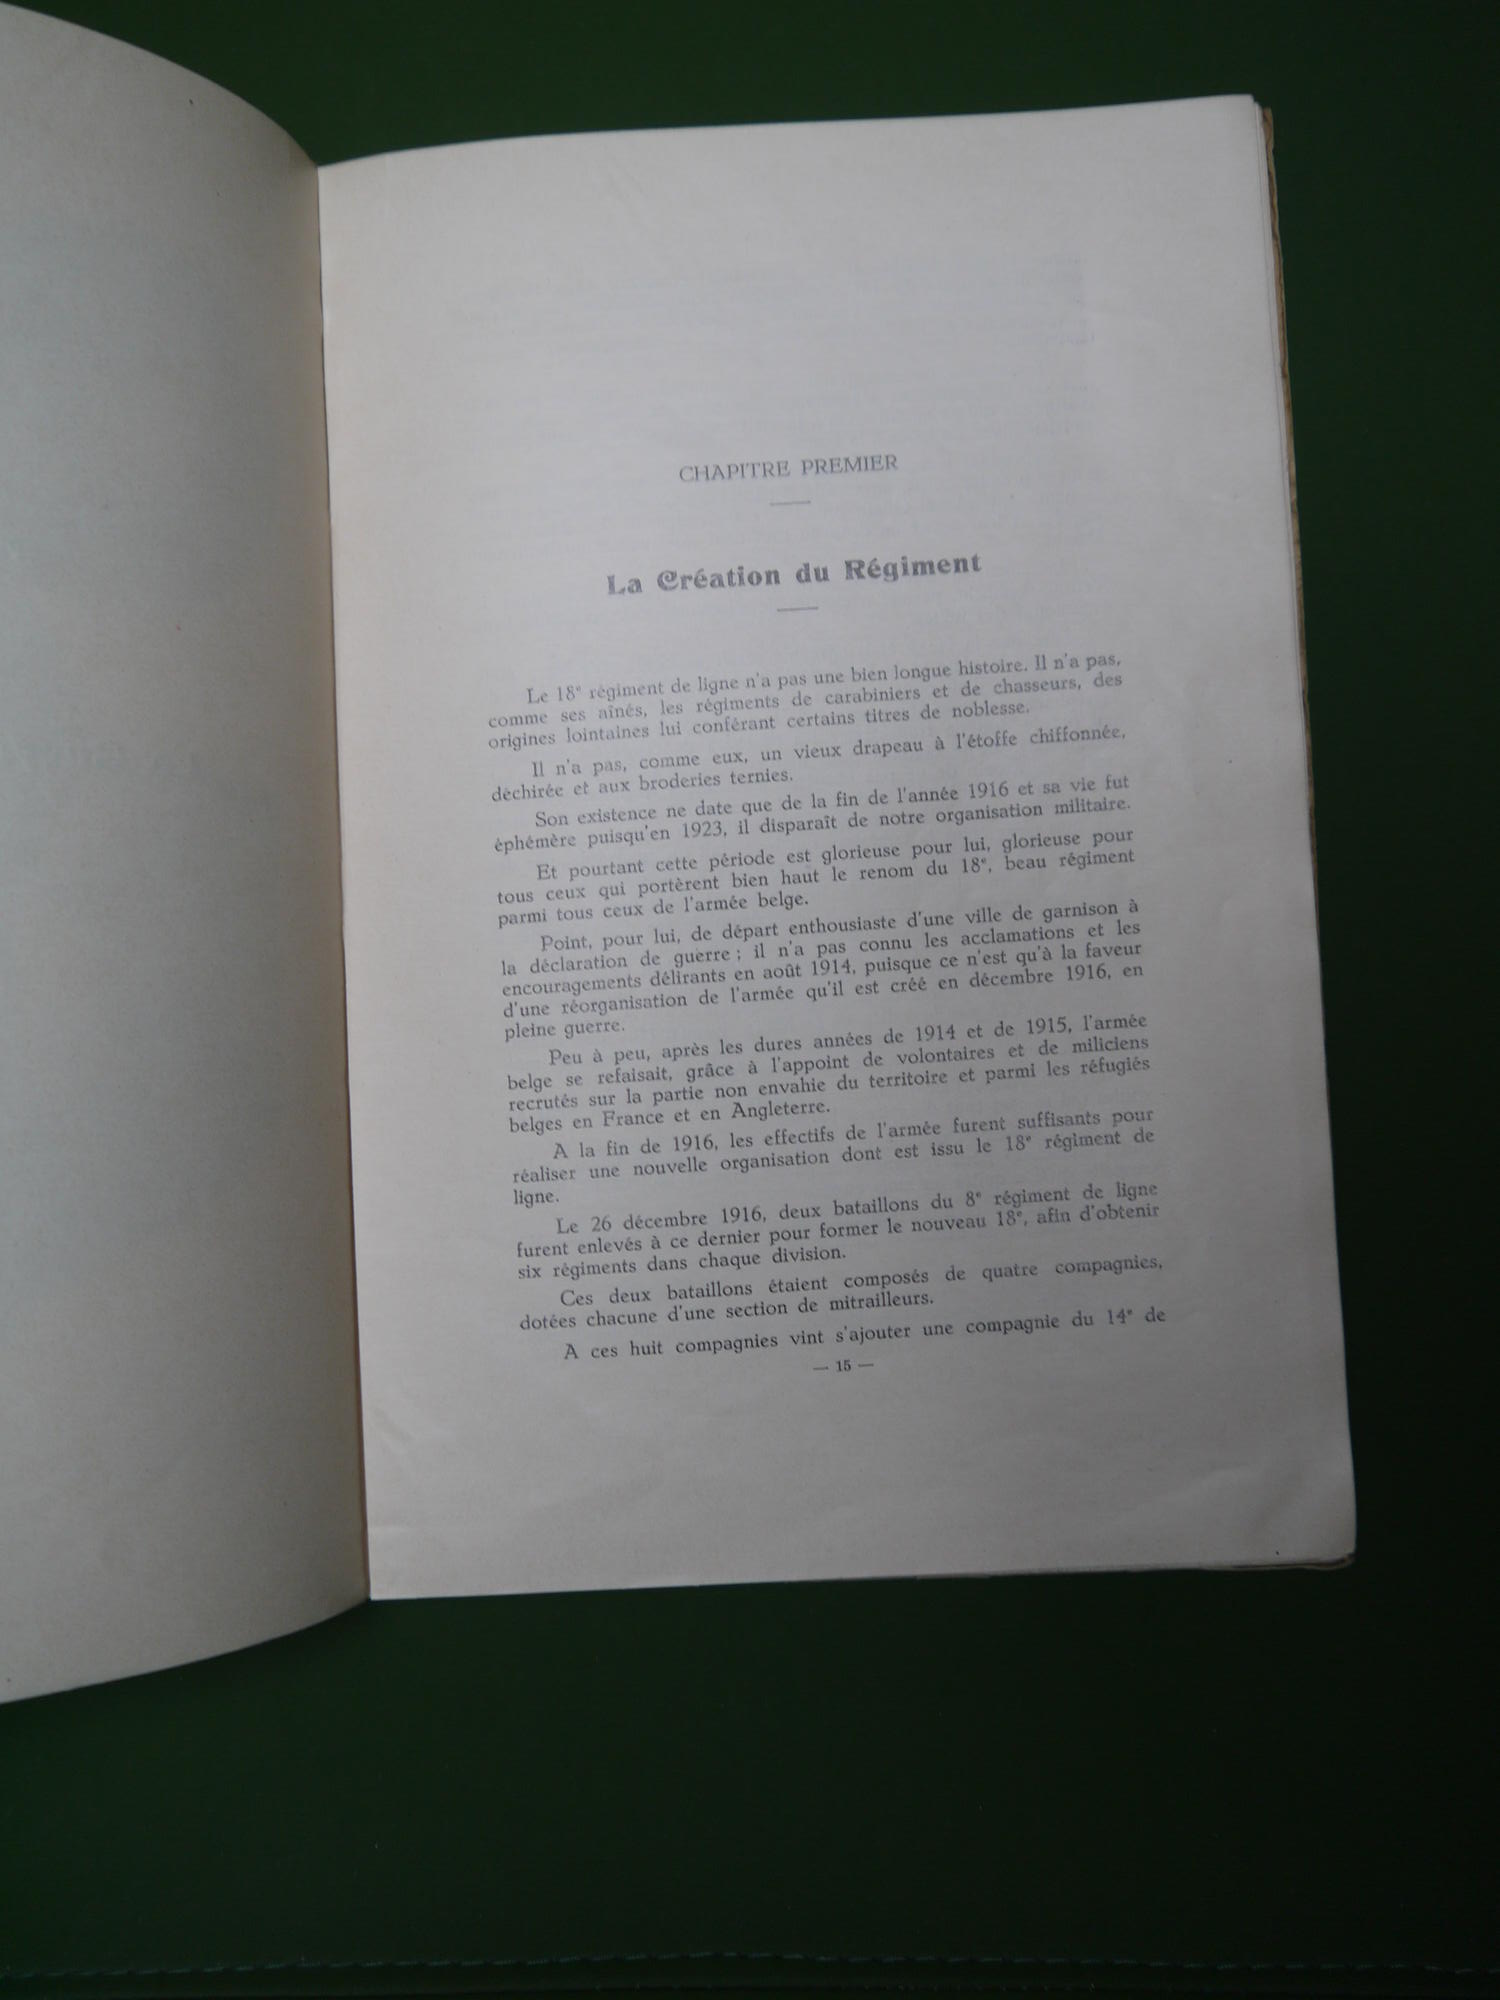 CHAPITRE PREMIER
La Création du Régiment
Le 18e régiment de ligne n'a pas une bien longue histoire. Il n'a pas,
comme ses aînés, les régiments de carabiniers et de chasseurs, des
origines lointaines lui conférant certains titres de noblesse.
Il n'a pas, comme eux, un vieux drapeau à l'étoffe chiffonnée,
déchirée et aux broderies ternies.
Son existence ne date que de la fin de l'année 1916 et sa vie fut
éphémère puisqu'en 1923, il disparaît de notre organisation militaire.
Et pourtant cette période est glorieuse pour lui, glorieuse pour
tous ceux qui portèrent bien haut le renom du 18e, beau régiment
parmi tous ceux de l'armée belge.
Point, pour lui, de départ enthousiaste d'une ville de garnison à
la déclaration de guerre ; il n'a pas connu les acclamations et les
encouragements délirants en août 1914, puisque ce n'est qu'à la faveur
d'une réorganisation de l'armée qu'il est créé en décembre 1916, en
pleine guerre.
Peu à peu, après les dures années de 1914 et de 1915, l'armée
belge se refaisait, grâce à l'appoint de volontaires et de miliciens
recrutés sur la partie non envahie du territoire et parmi les réfugiés
belges en France et en Angleterre.
A la fin de 1916, les effectifs de l'armée furent suffisants pour
réaliser une nouvelle organisation dont est issu le 18e régiment de
ligne.
Le 26 décembre 1916, deux bataillons du 8e régiment de ligne
furent enlevés à ce dernier pour former le nouveau 18e, afin d'obtenir
six régiments dans chaque division.
Ces deux bataillons étaient composés de quatre compagnies,
dotées chacune d'une section de mitrailleurs.
A ces huit compagnies vint s'ajouter une compagnie du 14e de
— 15 —